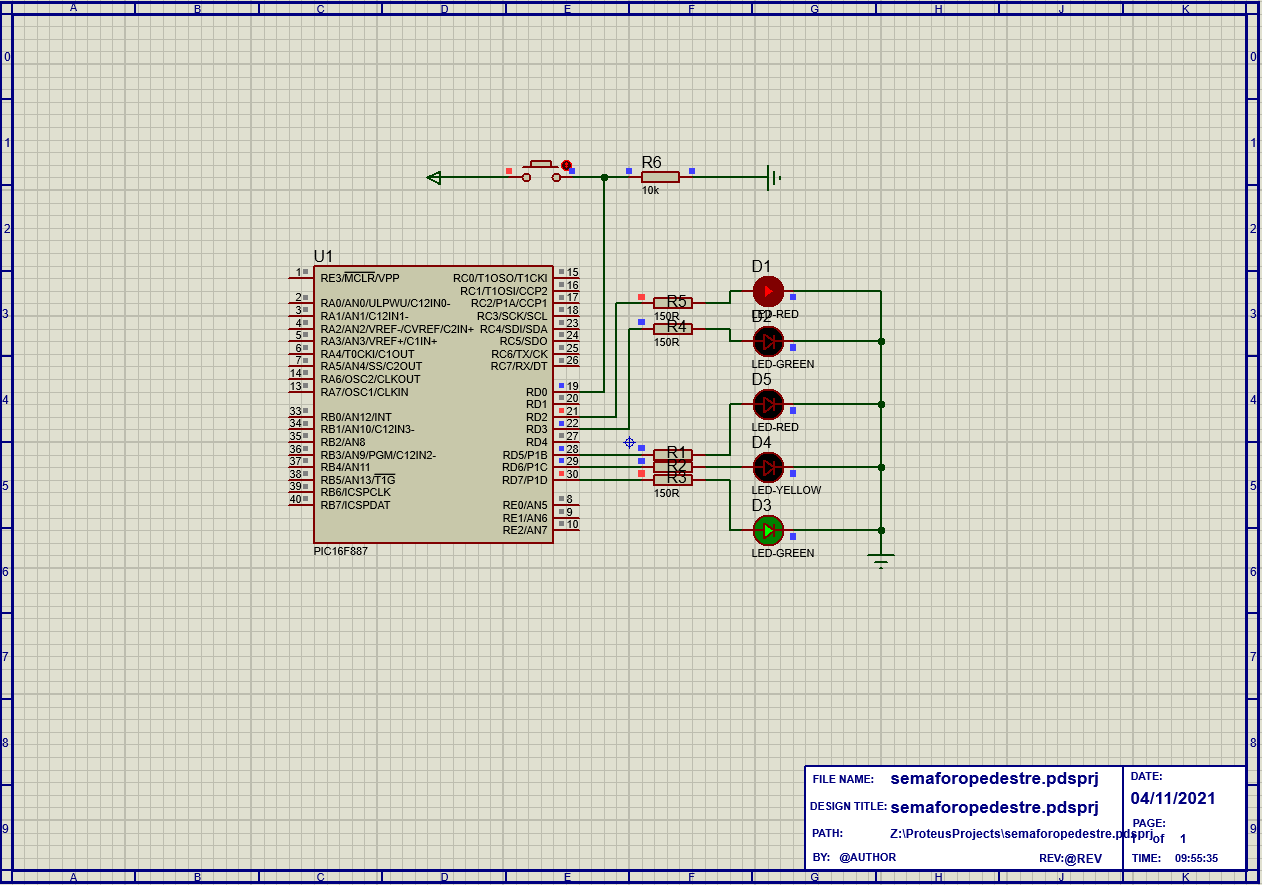 A B C D E F G H J K
0 0
1 1
R6
10k
2 2
U1
1 RE3/MCLR/VPP RC0/T1OSO/T1CKI 15
RC1/T1OSI/CCP2 16
2 RA0/AN0/ULPWU/C12IN0- RC2/P1A/CCP1 17
3 RA1/AN1/C12IN1- RC3/SCK/SCL 18
4 RA2/AN2/VREF-/CVREF/C2IN+ RC4/SDI/SDA 23
5 RA3/AN3/VREF+/C1IN+ RC5/SDO 24
6 RA4/T0CKI/C1OUT RC6/TX/CK 25
7 RA5/AN4/SS/C2OUT RC7/RX/DT 26
14 RA6/OSC2/CLKOUT
13 RA7/OSC1/CLKIN RD0 19
RD1 20
33 RB0/AN12/INT RD2 21
34 RB1/AN10/C12IN3- RD3 22
35 RB2/AN8 RD4 27
36 RB3/AN9/PGM/C12IN2- RD5/P1B 28
37 RB4/AN11 RD6/P1C 29
38 RB5/AN13/T1G RD7/P1D 30
39 RB6/ICSPCLK
40 RB7/ICSPDAT RE0/AN5 8
RE1/AN6 9
RE2/AN7 10
PIC16F887
D1
R5
150R
LED-RED
D2
R4
150R
LED-GREEN
3 3
D5
LED-RED
4 4
D4
R1
R2
R3
150R
LED-YELLOW
5 5
D3
LED-GREEN
6 6
7 7
8 8
9 9
FILE NAME: semaforopedestre.pdsprj
DESIGN TITLE: semaforopedestre.pdsprj
PATH: Z:\ProteusProjects\semaforopedestre.pdsprj
BY: @AUTHOR REV:@REV
DATE:
04/11/2021
PAGE:
1 of 1
TIME: 09:55:35
A B C D E F G H J K